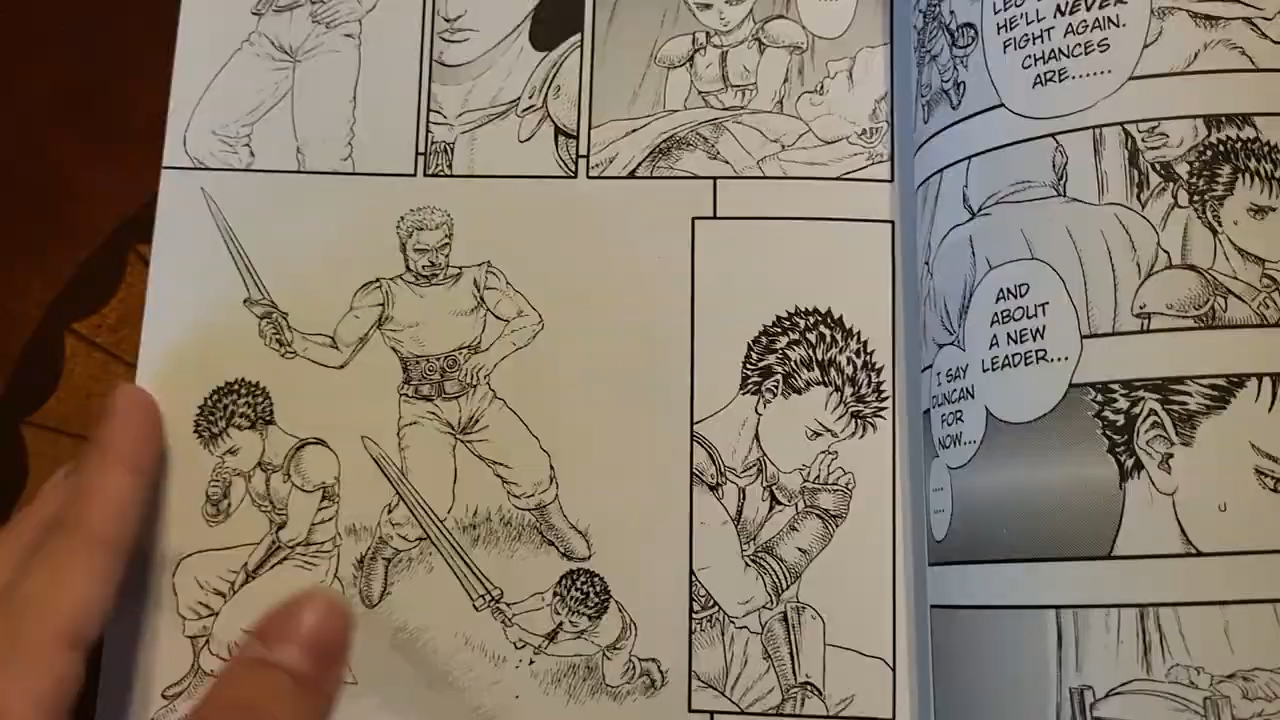 HE'LL NEVER
FIGHT AGAIN.
CHANCES
ARE......
AND
ABOUT
A NEW
LEADER...
I SAY
DUNCAN
FOR
NOW...
....
....
....